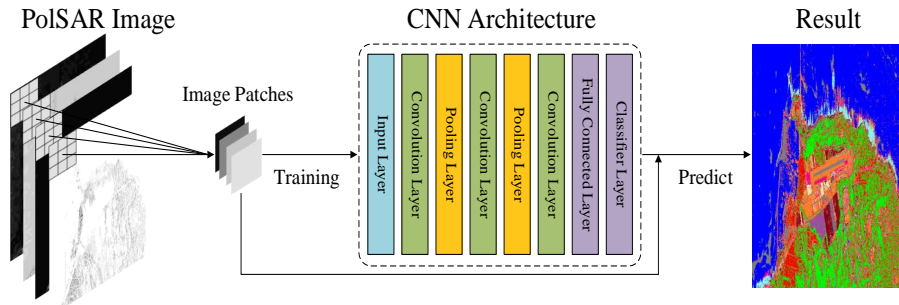 PolSAR Image
CNN Architecture
Result
Image Patches
Training
Input Layer
Convolution Layer
Pooling Layer
Convolution Layer
Pooling Layer
Convolution Layer
Fully Connected Layer
Classifier Layer
Predict